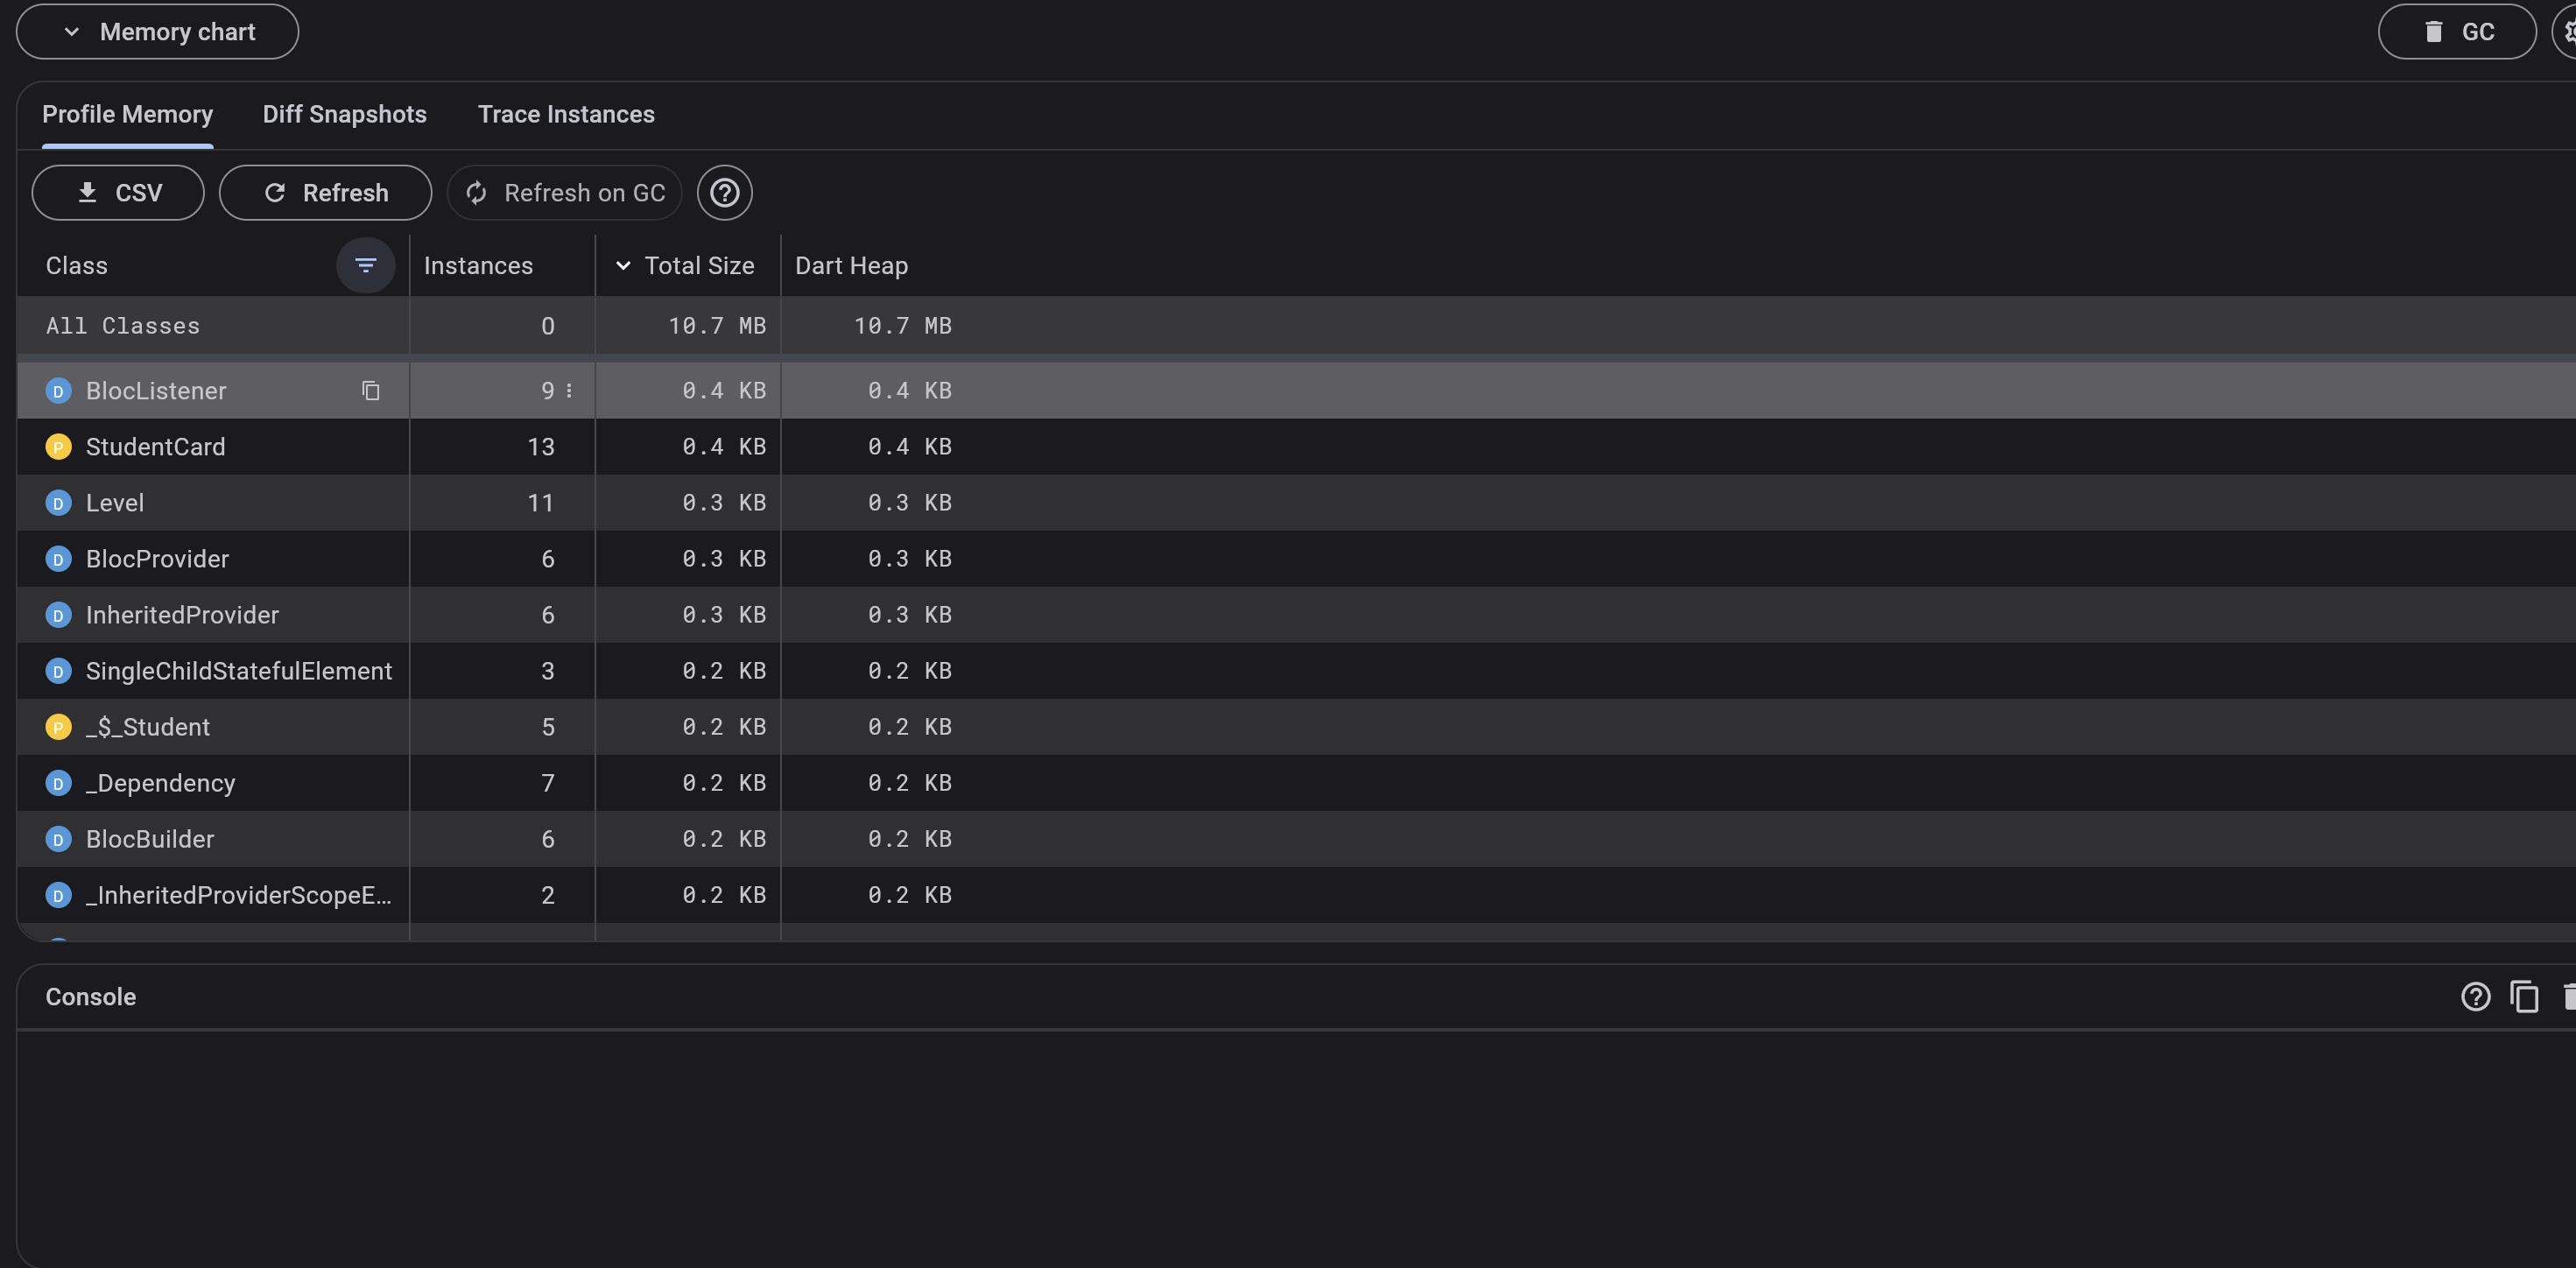 Memory chart GC
Profile Memory Diff Snapshots Trace Instances
CSV Refresh Refresh on GC
Class Instances Total Size Dart Heap
All Classes 0 10.7 MB 10.7 MB
D BlocListener 9 0.4 KB 0.4 KB
P StudentCard 13 0.4 KB 0.4 KB
D Level 11 0.3 KB 0.3 KB
D BlocProvider 6 0.3 KB 0.3 KB
D InheritedProvider 6 0.3 KB 0.3 KB
D SingleChildStatefulElement 3 0.2 KB 0.2 KB
P _$_Student 5 0.2 KB 0.2 KB
D _Dependency 7 0.2 KB 0.2 KB
D BlocBuilder 6 0.2 KB 0.2 KB
D _InheritedProviderScopeE... 2 0.2 KB 0.2 KB
Console